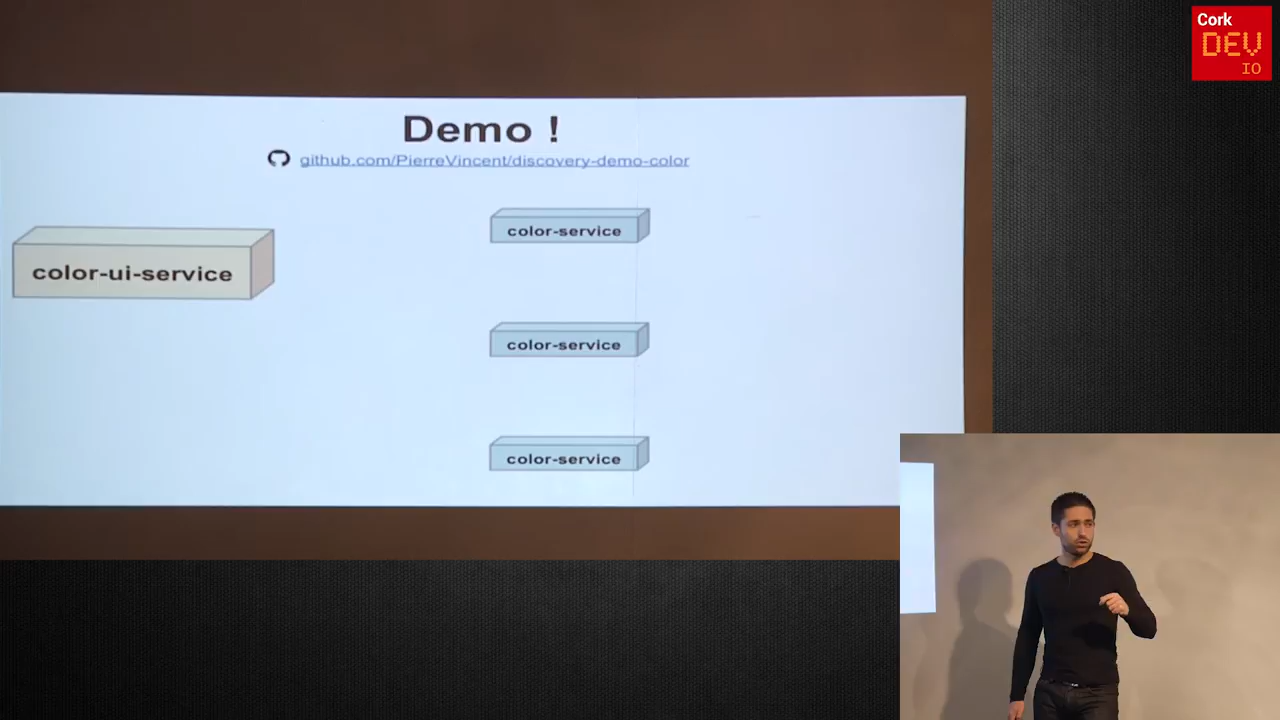 Cork
DEV
IO
Demo !
github.com/PierreVincent/discovery-demo-color
color-service
color-ui-service
color-service
color-service